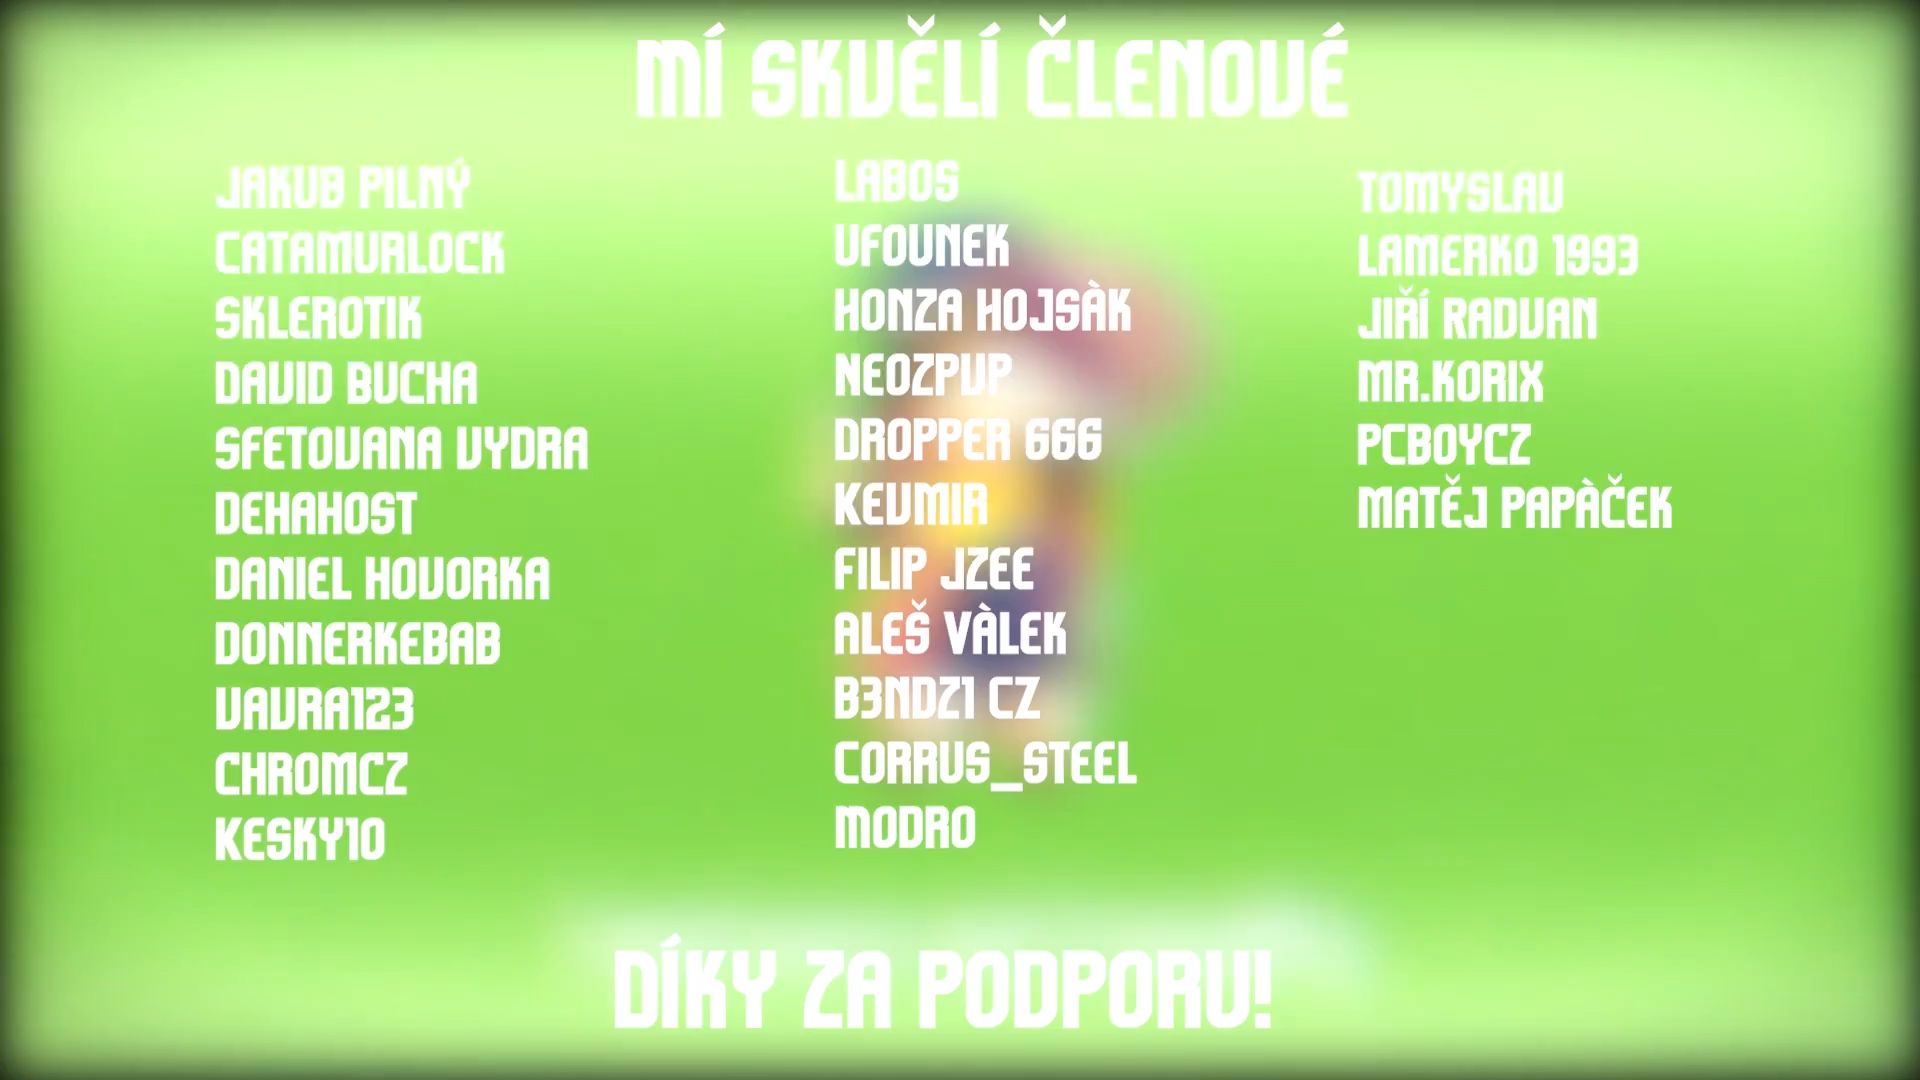 MÍ SKVĚLÍ ČLENOVÉ
JAKUB PILNÝ
CATAMURLOCK
SKLEROTIK
DAVID BUCHA
SFETOVANA VYDRA
DEHAHOST
DANIEL HOVORKA
DONNERKEBAB
VAVRA123
CHROMCZ
KESKY10
LABOS
UFOUNEK
HONZA HOJSÀK
NEOZPVP
DROPPER 666
KEVMIR
FILIP JZEE
ALEŠ VÀLEK
B3NDZ1 CZ
CORRUS_STEEL
MODRO
TOMYSLAV
LAMERKO 1993
JIŘÍ RADVAN
MR.KORIX
PCBOYCZ
MATĚJ PAPÀČEK
DÍKY ZA PODPORU!